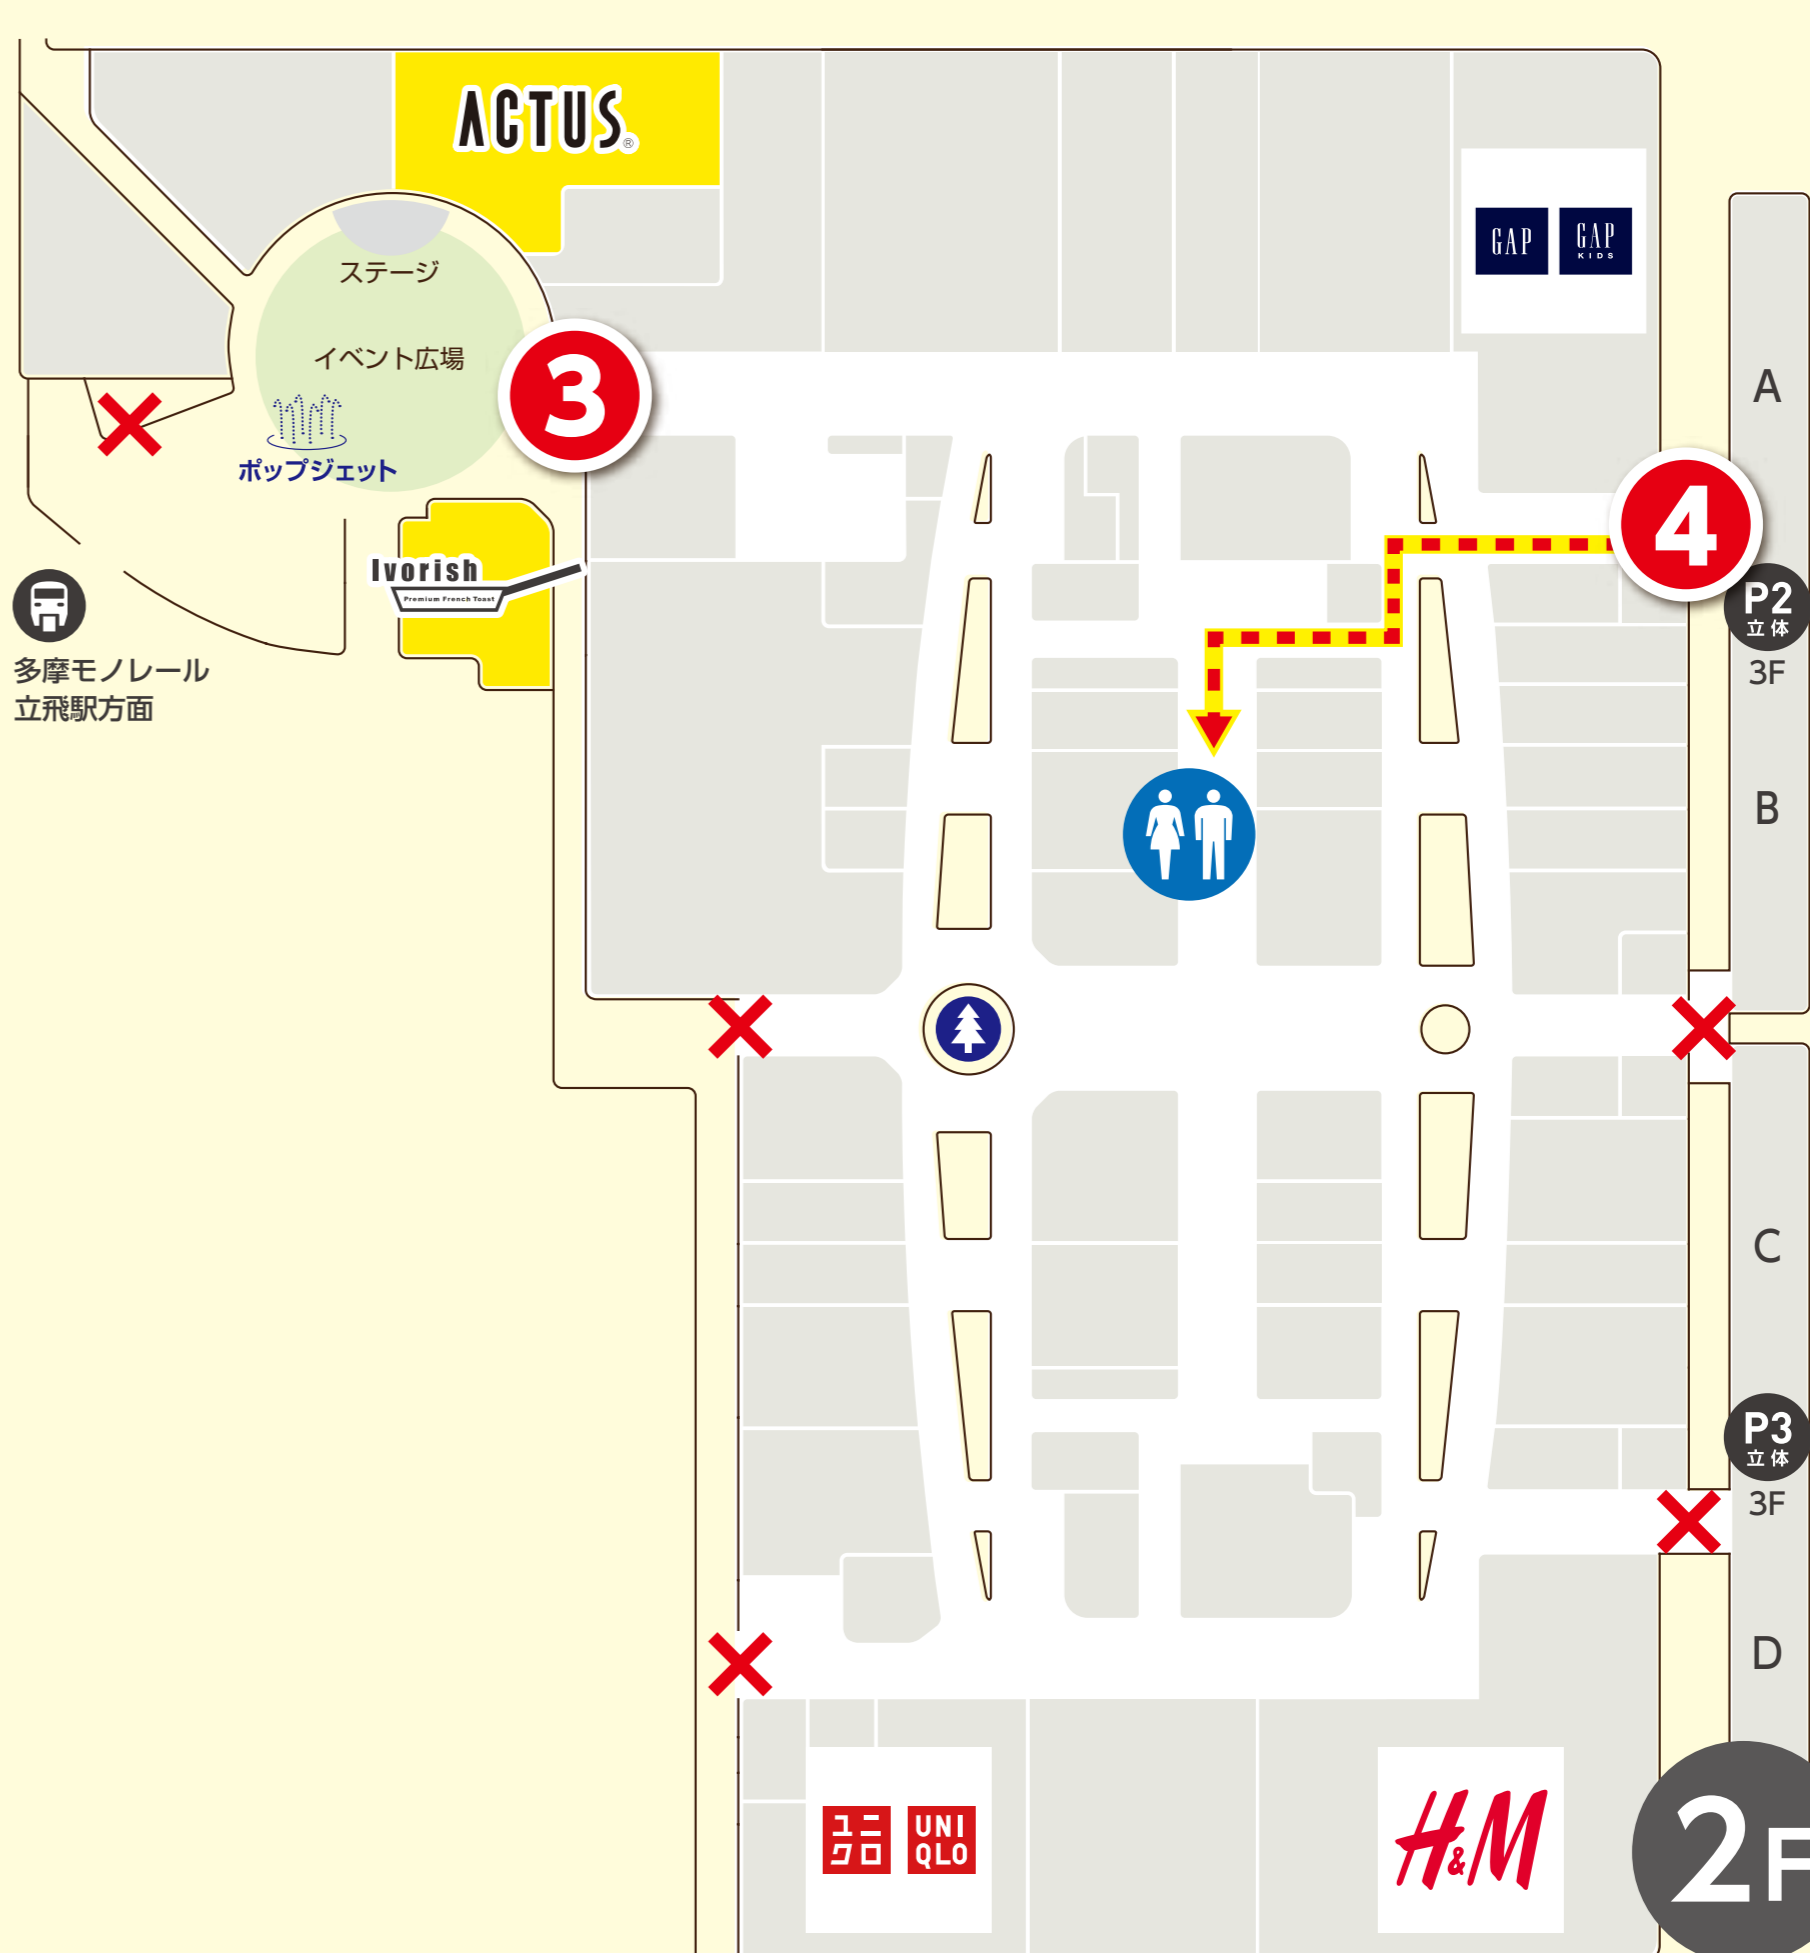 ACTUS®
GAP
GAP
KIDS
ステージ
イベント広場
ポップジェット
3
A
4
P2
立体
3F
Ivorish
Premium French Toast
多摩モノレール
立飛駅方面
B
C
P3
立体
3F
D
ユニ
クロ
UNI
QLO
H&M
2F